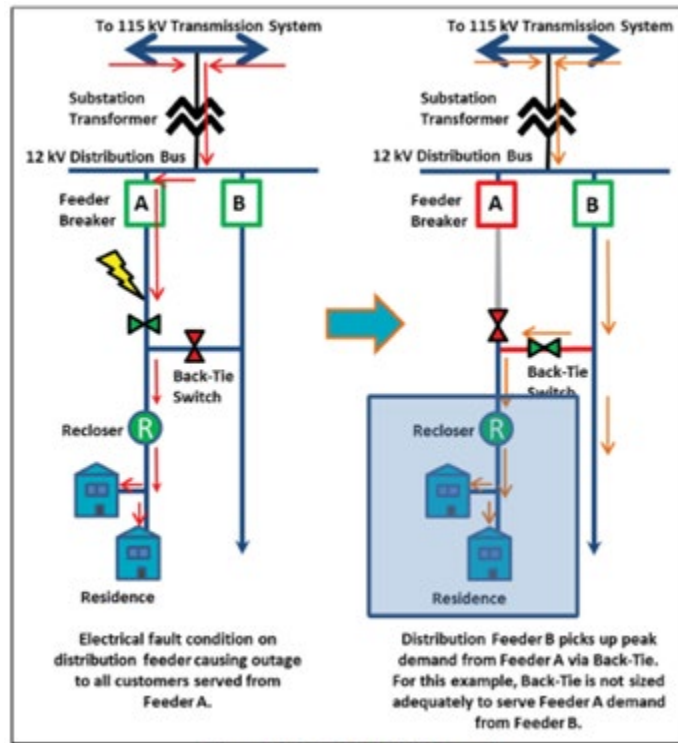 To 115 kV Transmission System
Substation
Transformer
12 kV Distribution Bus
Feeder
Breaker
A
B
Back-Tie
Switch
Recloser
R
Residence
Electrical fault condition on
distribution feeder causing outage
to all customers served from
Feeder A.
To 115 kV Transmission System
Substation
Transformer
12 kV Distribution Bus
Feeder
Breaker
A
B
Back-Tie
Switch
Recloser
R
Residence
Distribution Feeder B picks up peak
demand from Feeder A via Back-Tie.
For this example, Back-Tie is not sized
adequately to serve Feeder A demand
from Feeder B.